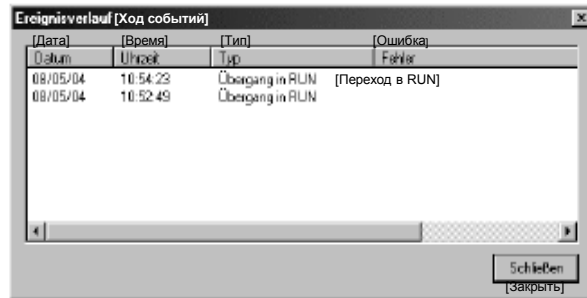 Ereignisverlauf [Ход событий]
[Дата] [Время] [Тип] [Ошибка]
Datum Uhrzeit Typ Fehler
08/05/04 10:54:23 Übergang in RUN [Переход в RUN]
08/05/04 10:52:49 Übergang in RUN
Schließen
[Закрыть]